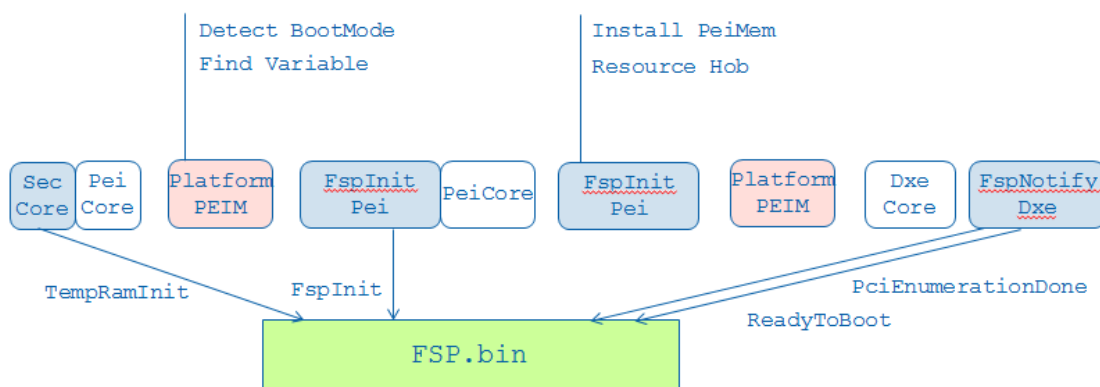 Detect BootMode
Find Variable
Install PeiMem
Resource Hob
Sec
Core
Pei
Core
Platform
PEIM
FspInit
Pei
PeiCore
FspInit
Pei
Platform
PEIM
Dxe
Core
FspNotify
Dxe
TempRamInit
FspInit
PciEnumerationDone
ReadyToBoot
FSP.bin